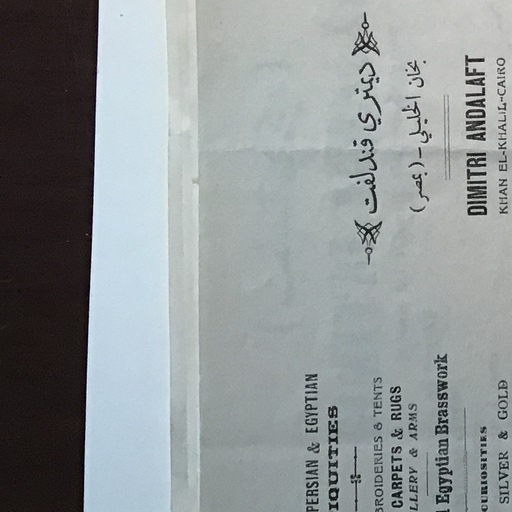 PERSIAN & EGYPTIAN
IQUITIES
BROIDERIES & TENTS
CARPETS & RUGS
LLERY & ARMS
Egyptian Brasswork
CURIOSITIES
SILVER & GOLD
ديمتري قندلفت
بخان الخليلي - (بمصر)
DIMITRI ANDALAFT
KHAN EL-KHALIL-CAIRO